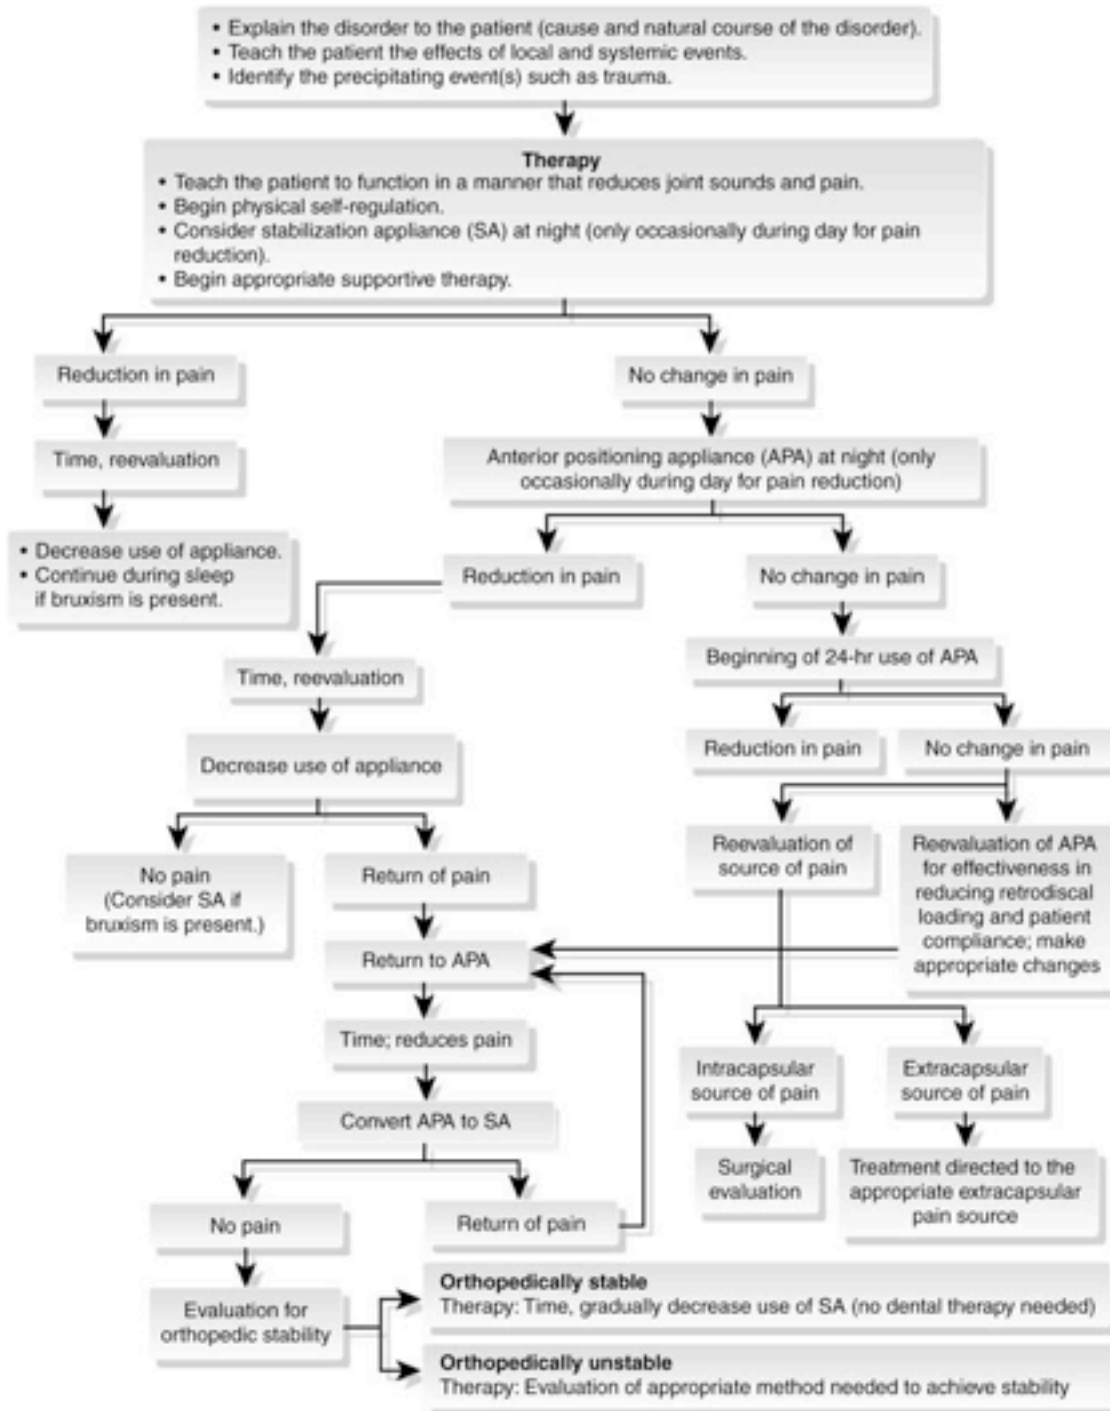 • Explain the disorder to the patient (cause and natural course of the disorder).
• Teach the patient the effects of local and systemic events.
• Identify the precipitating event(s) such as trauma.
Therapy
• Teach the patient to function in a manner that reduces joint sounds and pain.
• Begin physical self-regulation.
• Consider stabilization appliance (SA) at night (only occasionally during day for pain
reduction).
• Begin appropriate supportive therapy.
Reduction in pain
No change in pain
Time, reevaluation
Anterior positioning appliance (APA) at night (only
occasionally during day for pain reduction)
• Decrease use of appliance.
• Continue during sleep
if bruxism is present.
Reduction in pain
No change in pain
Time, reevaluation
Beginning of 24-hr use of APA
Decrease use of appliance
Reduction in pain
No change in pain
No pain
(Consider SA if
bruxism is present.)
Return of pain
Reevaluation of
source of pain
Reevaluation of APA
for effectiveness in
reducing retrodiscal
loading and patient
compliance; make
appropriate changes
Return to APA
Time; reduces pain
Intracapsular
source of pain
Extracapsular
source of pain
Convert APA to SA
Surgical
evaluation
Treatment directed to the
appropriate extracapsular
pain source
No pain
Return of pain
Evaluation for
orthopedic stability
Orthopedically stable
Therapy: Time, gradually decrease use of SA (no dental therapy needed)
Orthopedically unstable
Therapy: Evaluation of appropriate method needed to achieve stability